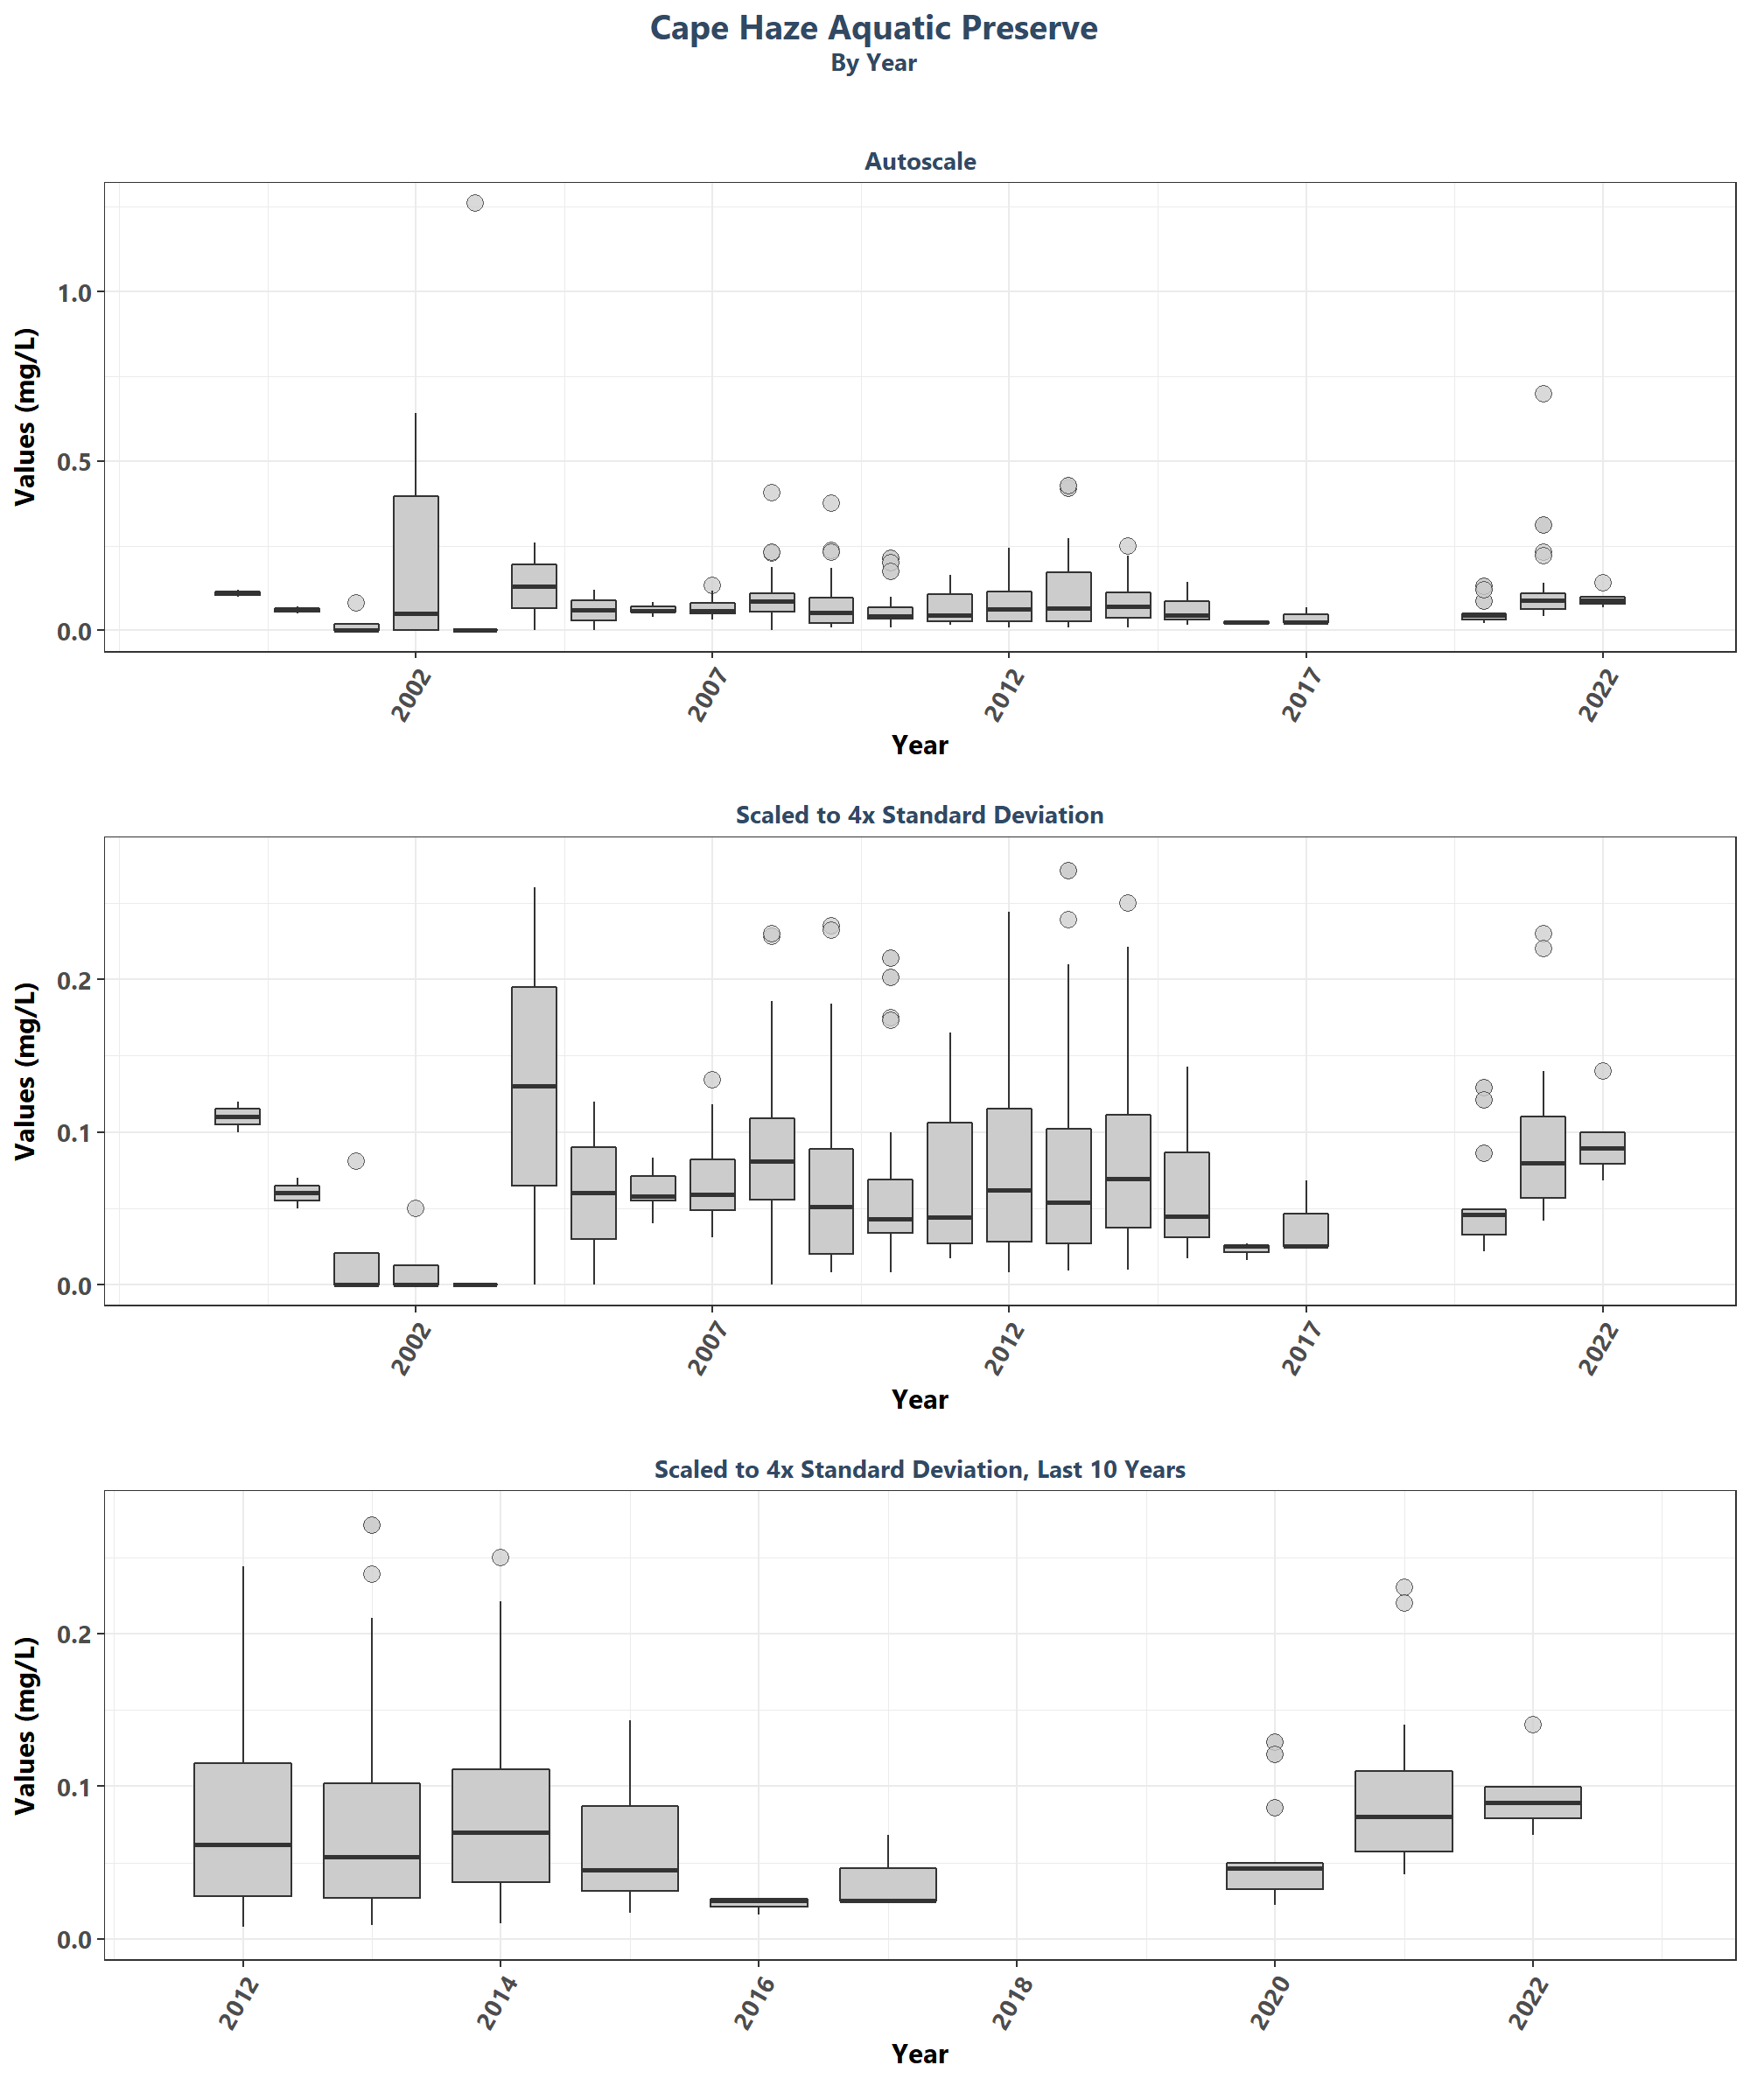 Cape Haze Aquatic Preserve
By Year
Autoscale
Values (mg/L)
1.0
0.5
0.0
2002
2007
2012
2017
2022
Year
Scaled to 4x Standard Deviation
Values (mg/L)
0.2
0.1
0.0
2002
2007
2012
2017
2022
Year
Scaled to 4x Standard Deviation, Last 10 Years
Values (mg/L)
0.2
0.1
0.0
2012
2014
2016
2018
2020
2022
Year